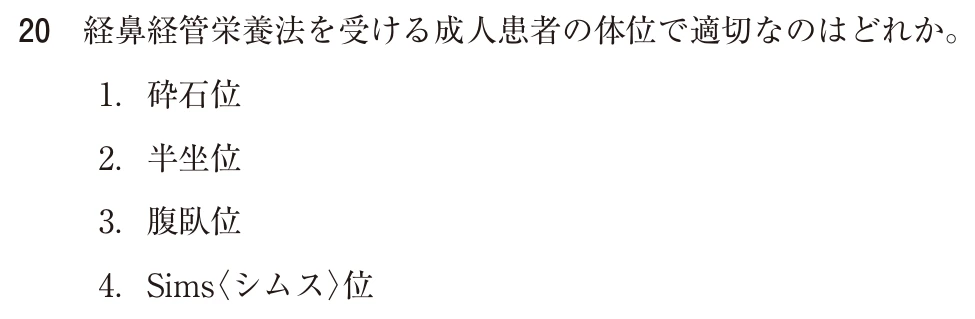 20 経鼻経管栄養法を受ける成人患者の体位で適切なのはどれか。
1. 砕石位
2. 半坐位
3. 腹臥位
4. Sims〈シムス〉位